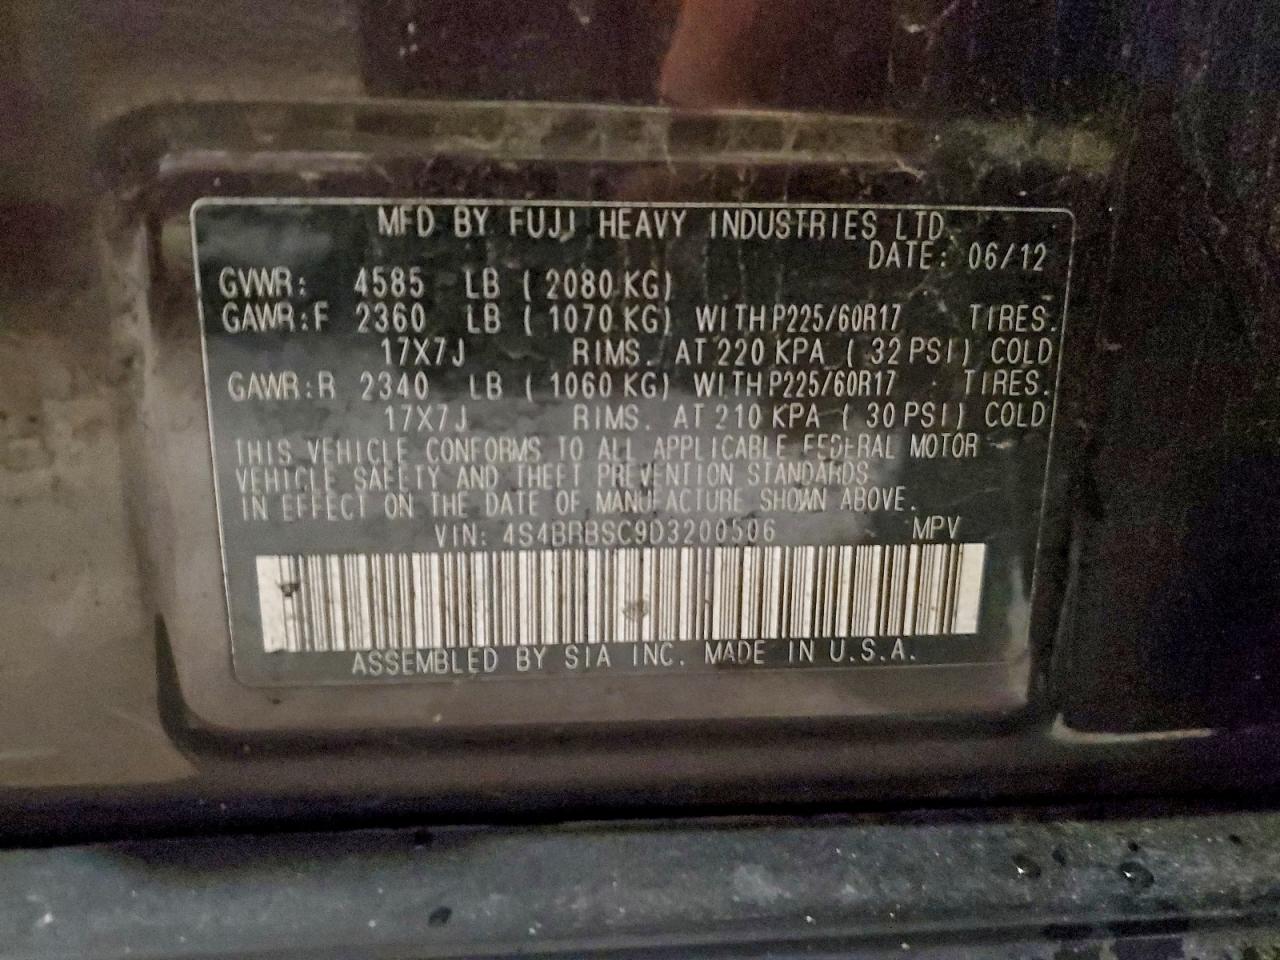 MFD BY FUJI HEAVY INDUSTRIES LTD.
DATE: 06/12
GVWR: 4585 LB ( 2080 KG)
GAWR:F 2360 LB ( 1070 KG) WITH P225/60R17 TIRES.
17X7J RIMS. AT 220 KPA ( 32 PSI) COLD
GAWR:R 2340 LB ( 1060 KG) WITH P225/60R17 TIRES.
17X7J RIMS. AT 210 KPA ( 30 PSI) COLD
THIS VEHICLE CONFORMS TO ALL APPLICABLE FEDERAL MOTOR
VEHICLE SAFETY AND THEFT PREVENTION STANDARDS
IN EFFECT ON THE DATE OF MANUFACTURE SHOWN ABOVE.
VIN: 4S4BRBSC9D3200506 MPV
ASSEMBLED BY SIA INC. MADE IN U.S.A.